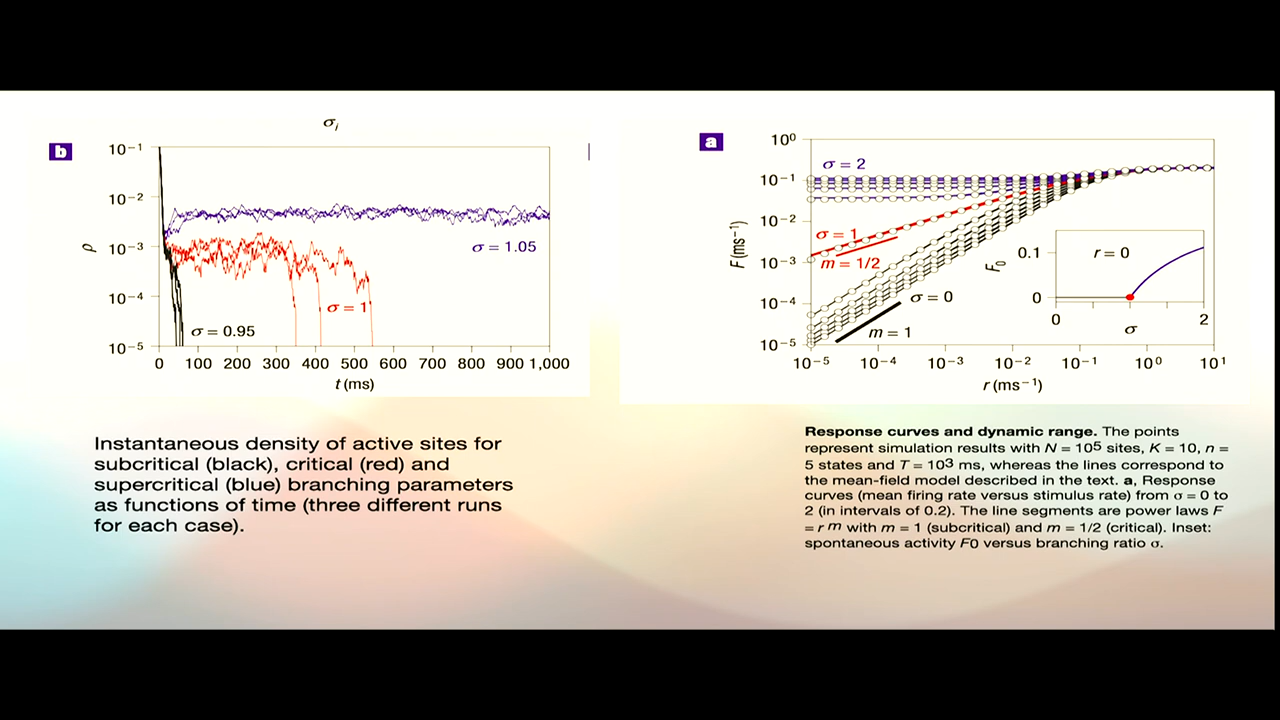 σi
b
10-1
10-2
10-3
10-4
10-5
ρ
σ = 1.05
σ = 1
σ = 0.95
0 100 200 300 400 500 600 700 800 900 1,000
t (ms)
Instantaneous density of active sites for
subcritical (black), critical (red) and
supercritical (blue) branching parameters
as functions of time (three different runs
for each case).
a
100
10-1
10-2
10-3
10-4
10-5
F (ms-1)
σ = 2
σ = 1
m = 1/2
σ = 0
m = 1
F0
0.1
0
r = 0
0 2
σ
10-5 10-4 10-3 10-2 10-1 100 101
r (ms-1)
Response curves and dynamic range. The points
represent simulation results with N = 105 sites, K = 10, n =
5 states and T = 103 ms, whereas the lines correspond to
the mean-field model described in the text. a, Response
curves (mean firing rate versus stimulus rate) from σ = 0 to
2 (in intervals of 0.2). The line segments are power laws F
= r m with m = 1 (subcritical) and m = 1/2 (critical). Inset:
spontaneous activity F0 versus branching ratio σ.